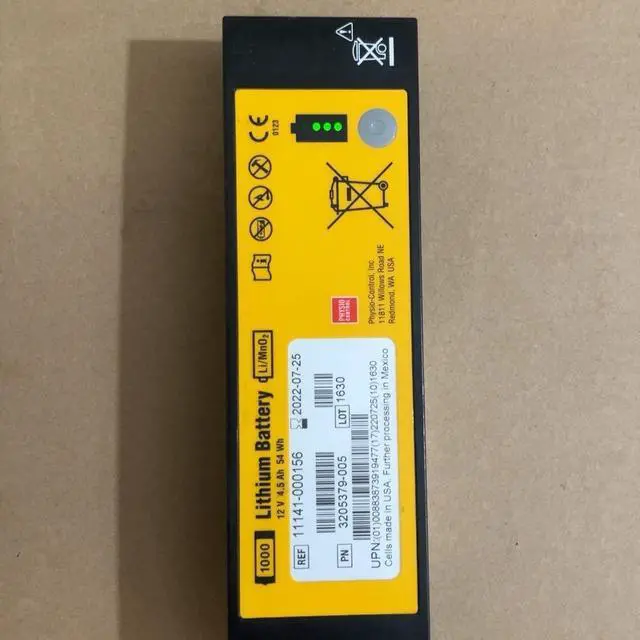 1000
Lithium Battery
Li/MnO₂
12 V 4.5 Ah 54 Wh
CE
0123
REF 11141-000156
2022-07-25
PN 3205379-005
LOT 1630
UPN:(01)00883873919477(17)220725(10)1630
Cells made in USA. Further processing in Mexico
PHYSIO
CONTROL
Physio-Control, Inc
11811 Willows Road NE
Redmond, WA USA